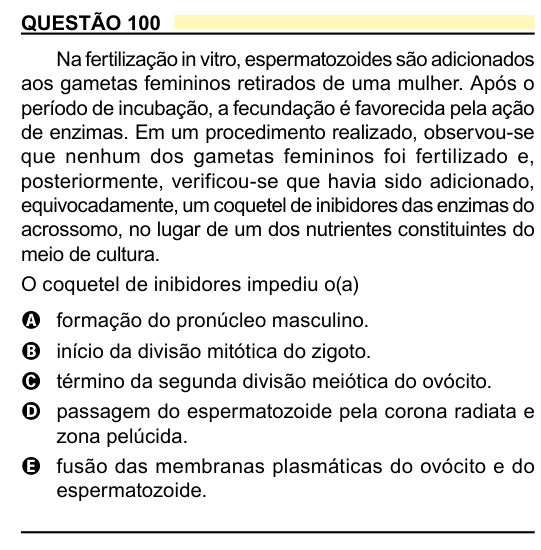 QUESTÃO 100
Na fertilização in vitro, espermatozoides são adicionados
aos gametas femininos retirados de uma mulher. Após o
período de incubação, a fecundação é favorecida pela ação
de enzimas. Em um procedimento realizado, observou-se
que nenhum dos gametas femininos foi fertilizado e,
posteriormente, verificou-se que havia sido adicionado,
equivocadamente, um coquetel de inibidores das enzimas do
acrossomo, no lugar de um dos nutrientes constituintes do
meio de cultura.
O coquetel de inibidores impediu o(a)
A formação do pronúcleo masculino.
B início da divisão mitótica do zigoto.
C término da segunda divisão meiótica do ovócito.
D passagem do espermatozoide pela corona radiata e
zona pelúcida.
E fusão das membranas plasmáticas do ovócito e do
espermatozoide.